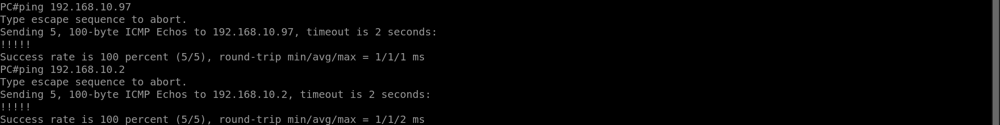 PC#ping 192.168.10.97
Type escape sequence to abort.
Sending 5, 100-byte ICMP Echos to 192.168.10.97, timeout is 2 seconds:
!!!!!
Success rate is 100 percent (5/5), round-trip min/avg/max = 1/1/1 ms
PC#ping 192.168.10.2
Type escape sequence to abort.
Sending 5, 100-byte ICMP Echos to 192.168.10.2, timeout is 2 seconds:
!!!!!
Success rate is 100 percent (5/5), round-trip min/avg/max = 1/1/2 ms